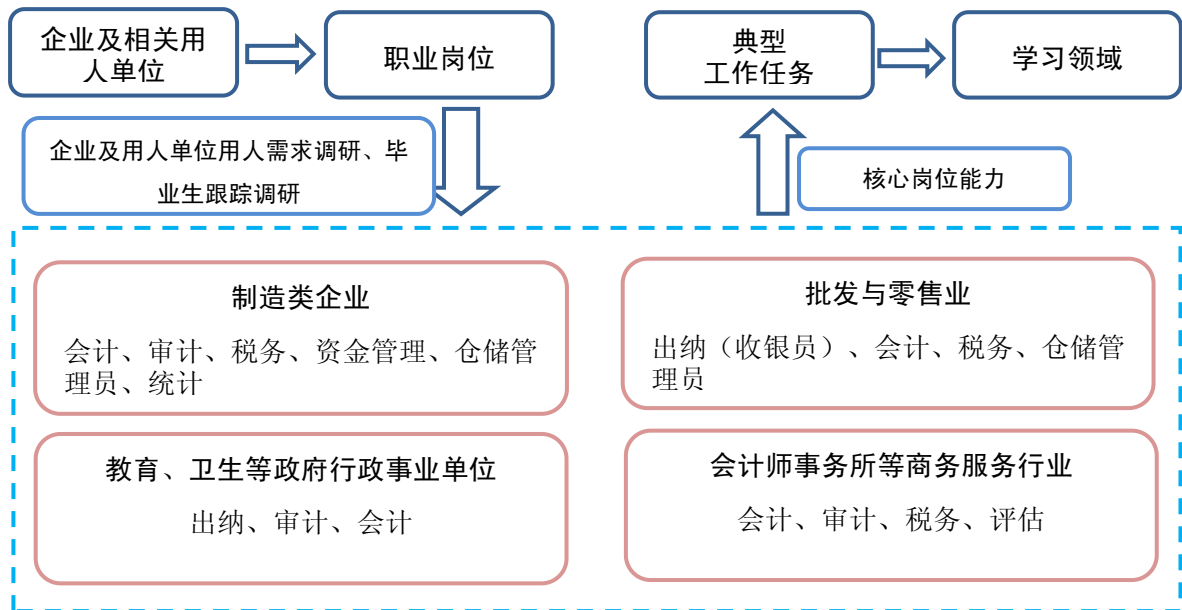 企业及相关用
人单位
职业岗位
典型
工作任务
学习领域
企业及用人单位用人需求调研、毕
业生跟踪调研
核心岗位能力
制造类企业
会计、审计、税务、资金管理、仓储管
理员、统计
批发与零售业
出纳（收银员）、会计、税务、仓储管
理员
教育、卫生等政府行政事业单位
出纳、审计、会计
会计师事务所等商务服务行业
会计、审计、税务、评估